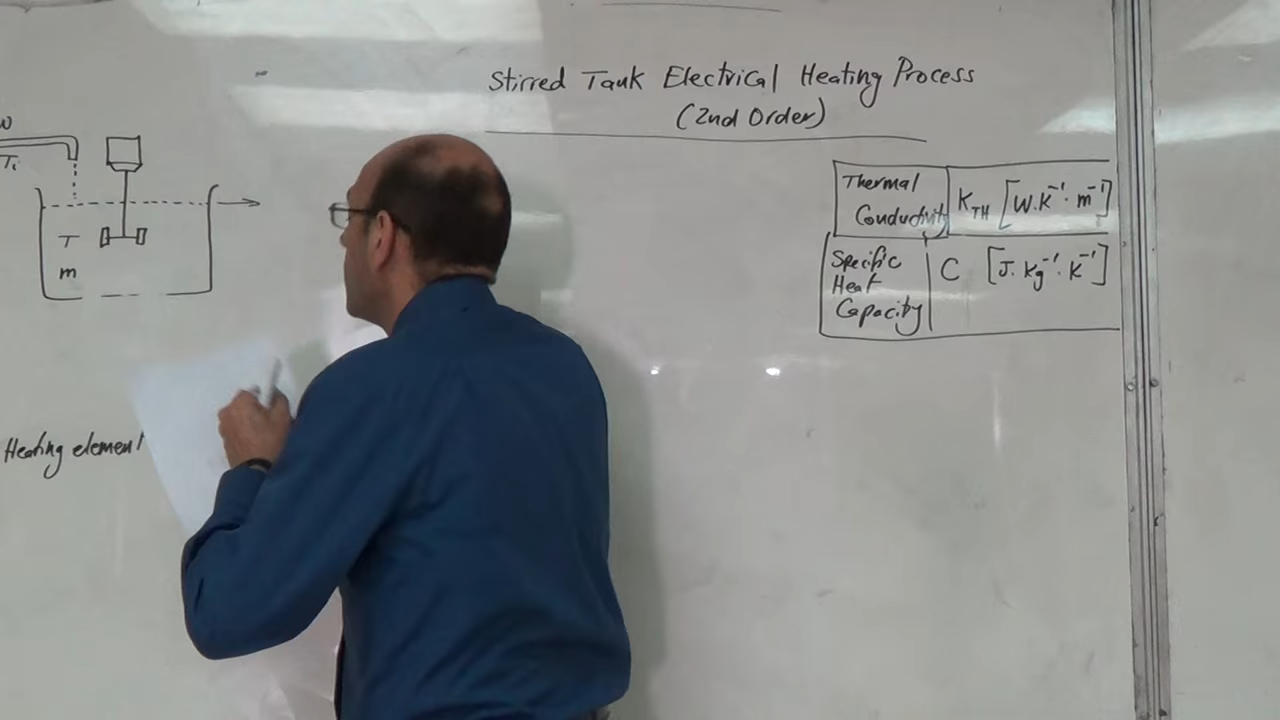 Stirred Tank Electrical Heating Process
(2nd Order)
W
Ti
T
m
Heating element
Thermal
Conductivity
K_TH [W.K⁻¹.m⁻¹]
Specific
Heat
Capacity
C [J.Kg⁻¹.K⁻¹]